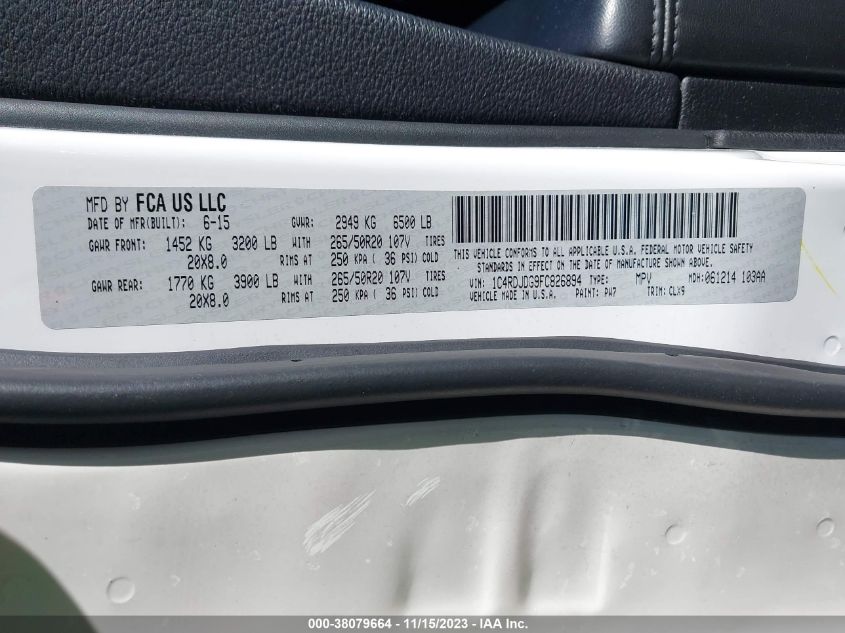 MFD BY FCA US LLC
DATE OF MFR(BUILT): 6-15 GVWR: 2949 KG 6500 LB
GAWR FRONT: 1452 KG 3200 LB WITH 265/50R20 107V TIRES
20X8.0 RIMS AT 250 KPA ( 36 PSI) COLD
GAWR REAR: 1770 KG 3900 LB WITH 265/50R20 107V TIRES
20X8.0 RIMS AT 250 KPA ( 36 PSI) COLD
THIS VEHICLE CONFORMS TO ALL APPLICABLE U.S.A. FEDERAL MOTOR VEHICLE SAFETY
STANDARDS IN EFFECT ON THE DATE OF MANUFACTURE SHOWN ABOVE.
VIN: 1C4RDJDG9FC826894 TYPE: MPV MDH: 061214 103AA
VEHICLE MADE IN U.S.A. PAINT: PW7 TRIM: CLX9
000-38079664 - 11/15/2023 - IAA Inc.